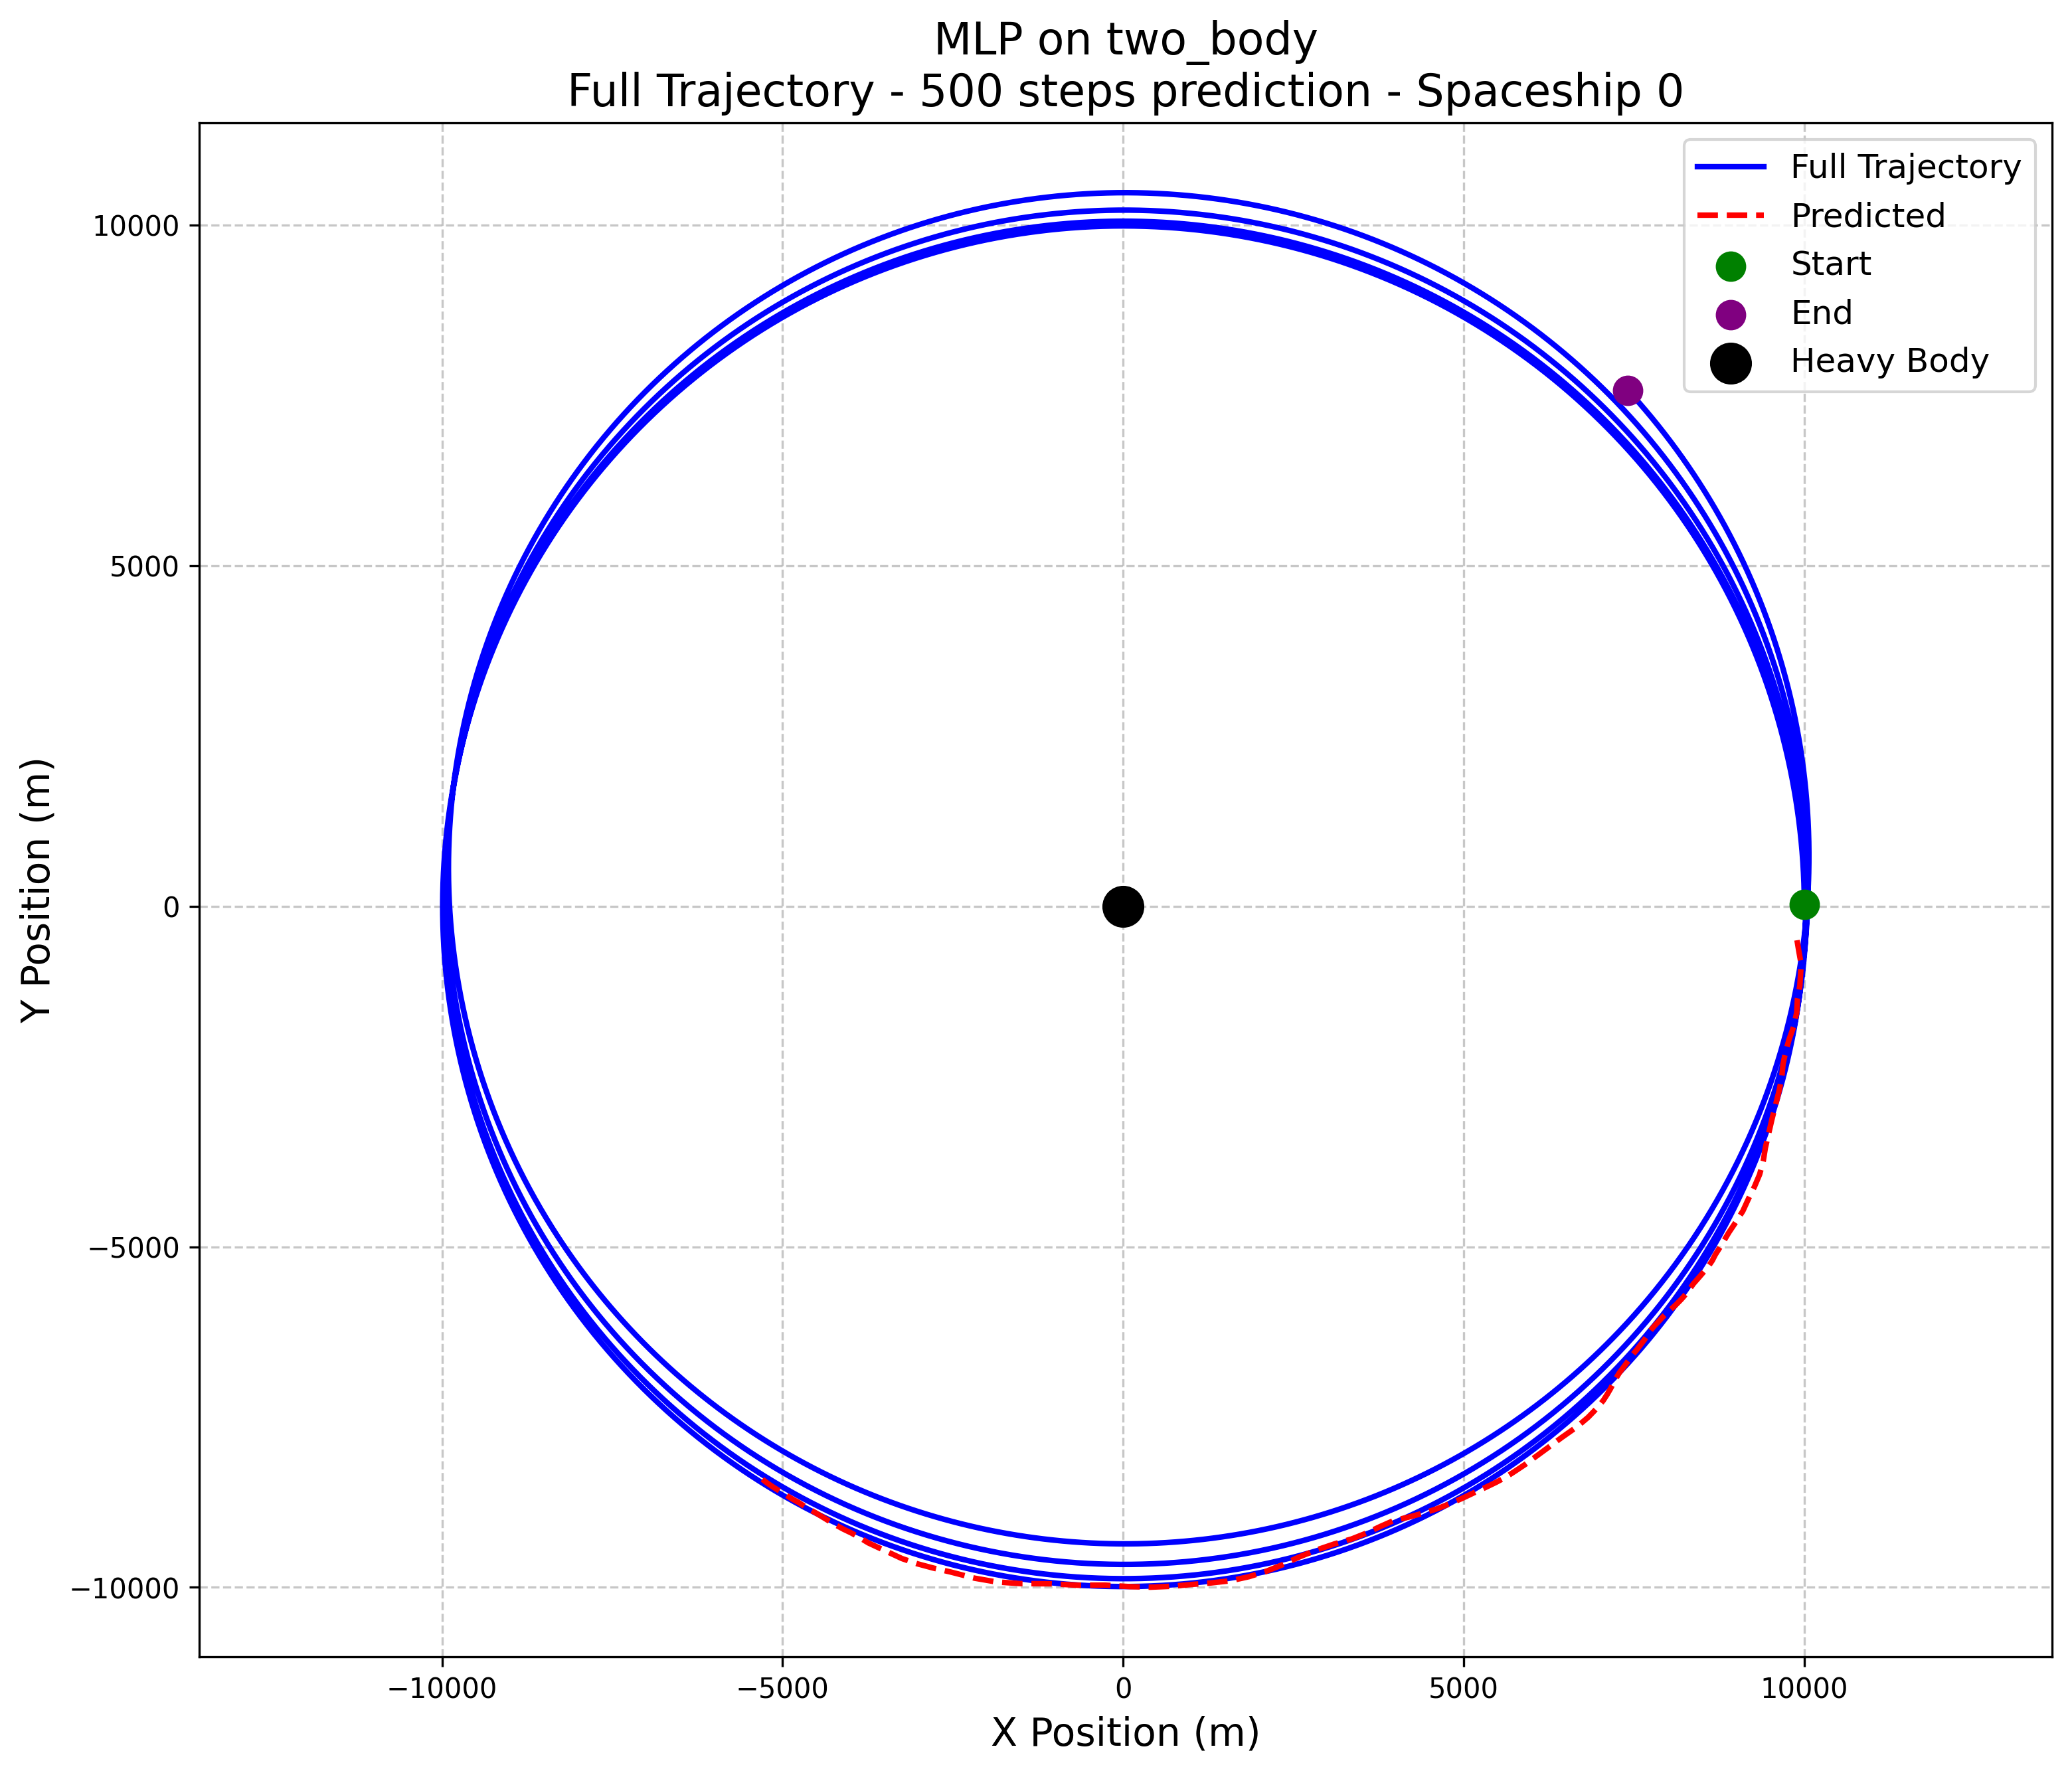 MLP on two_body
Full Trajectory - 500 steps prediction - Spaceship 0
Full Trajectory
Predicted
Start
End
Heavy Body
10000
5000
0
−5000
−10000
Y Position (m)
−10000
−5000
0
5000
10000
X Position (m)